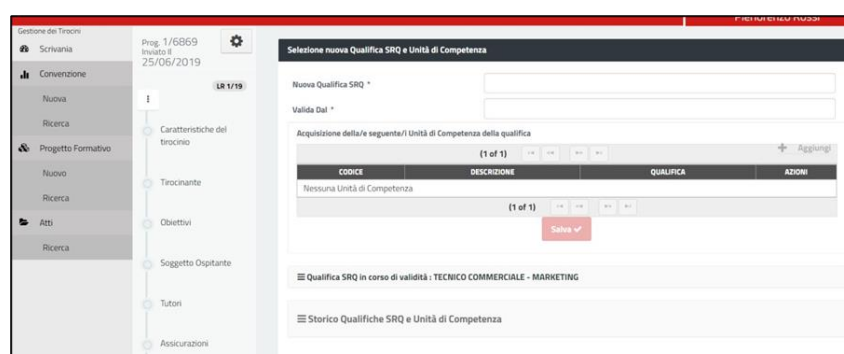 Pierlorenzo Rossi
Gestione dei Tirocini
Scrivania
Convenzione
Nuova
Ricerca
Progetto Formativo
Nuovo
Ricerca
Atti
Ricerca
Prog. 1/6869
Inviato Il
25/06/2019
LR 1/19
Caratteristiche del
tirocinio
Tirocinante
Obiettivi
Soggetto Ospitante
Tutori
Assicurazioni
Selezione nuova Qualifica SRQ e Unità di Competenza
Nuova Qualifica SRQ *
Valida Dal *
Acquisizione della/e seguente/i Unità di Competenza della qualifica
(1 of 1)
+ Aggiungi
CODICE DESCRIZIONE QUALIFICA AZIONI
Nessuna Unità di Competenza
(1 of 1)
Salva ✔
Qualifica SRQ in corso di validità : TECNICO COMMERCIALE - MARKETING
Storico Qualifiche SRQ e Unità di Competenza